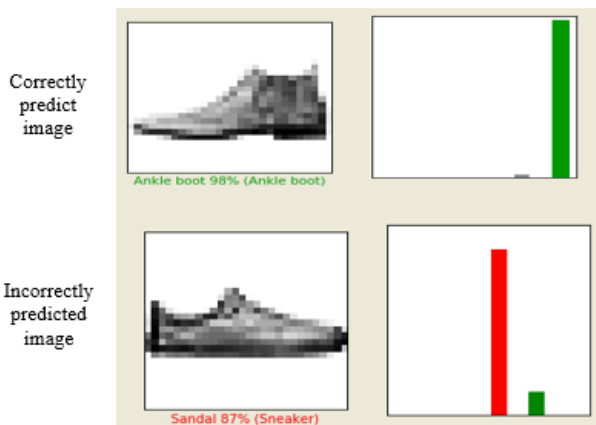 Correctly
predict
image
Ankle boot 98% (Ankle boot)
Incorrectly
predicted
image
Sandal 87% (Sneaker)